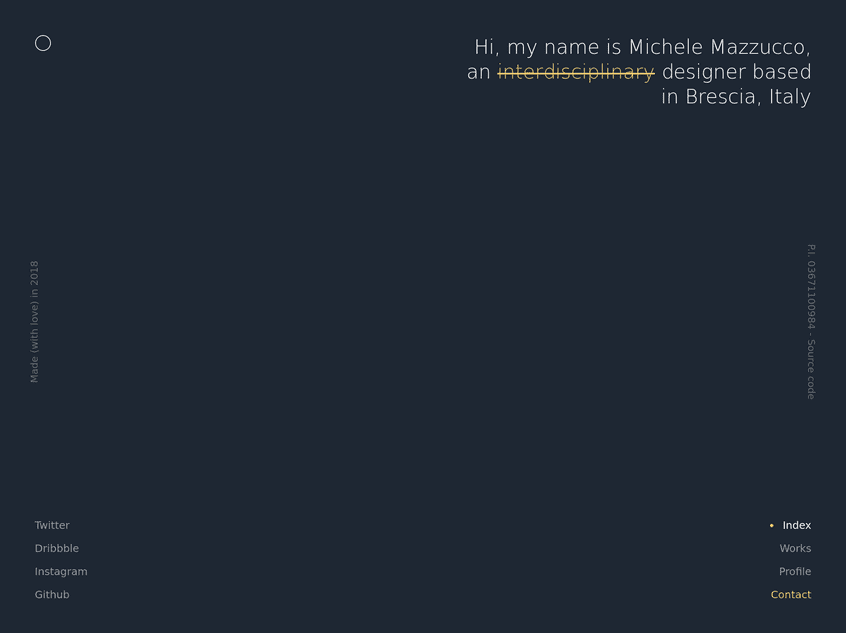 Hi, my name is Michele Mazzucco,
an interdisciplinary designer based
in Brescia, Italy
Made (with love) in 2018
P.I. 03671100984 - Source code
Twitter
Dribbble
Instagram
Github
• Index
Works
Profile
Contact